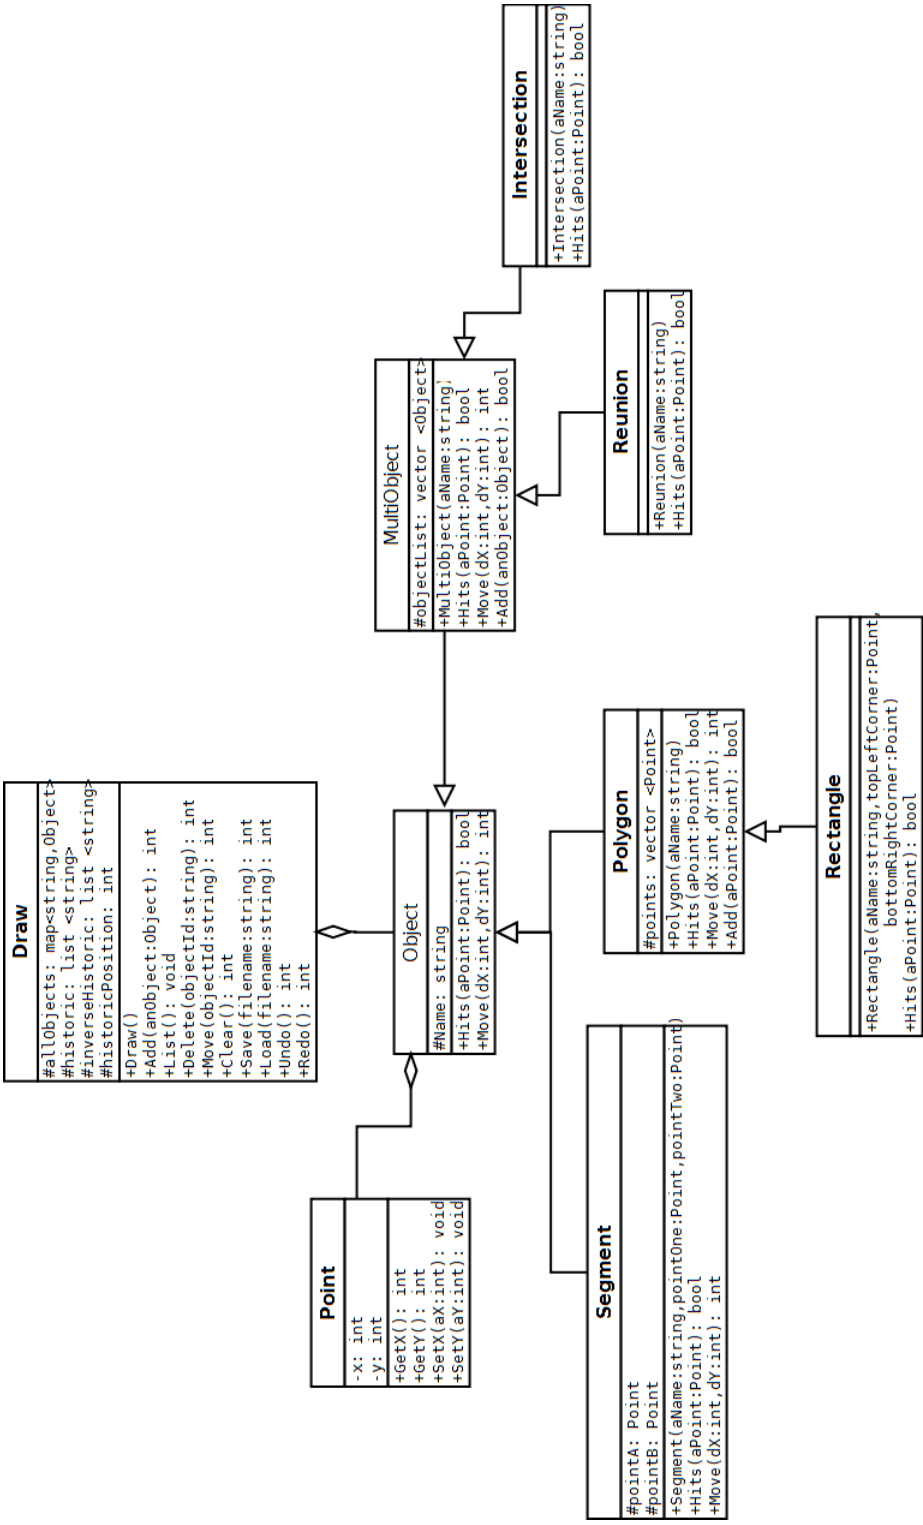 Draw
#allObjects: map<string,Object>
#historic: list <string>
#inverseHistoric: list <string>
#historicPosition: int
+Draw()
+Add(anObject:Object): int
+List(): void
+Delete(objectId:string): int
+Move(objectId:string): int
+Clear(): int
+Save(filename:string): int
+Load(filename:string): int
+Undo(): int
+Redo(): int
Point
-x: int
-y: int
+GetX(): int
+GetY(): int
+SetX(aX:int): void
+SetY(aY:int): void
Object
#Name: string
+Hits(aPoint:Point): bool
+Move(dX:int,dY:int): int
MultiObject
#objectList: vector <Object>
+MultiObject(aName:string)
+Hits(aPoint:Point): bool
+Move(dX:int,dY:int): int
+Add(anObject:Object): bool
Intersection
+Intersection(aName:string)
+Hits(aPoint:Point): bool
Segment
#pointA: Point
#pointB: Point
+Segment(aName:string,pointOne:Point,pointTwo:Point)
+Hits(aPoint:Point): bool
+Move(dX:int,dY:int): int
Polygon
#points: vector <Point>
+Polygon(aName:string)
+Hits(aPoint:Point): bool
+Move(dX:int,dY:int): int
+Add(aPoint:Point): bool
Reunion
+Reunion(aName:string)
+Hits(aPoint:Point): bool
Rectangle
+Rectangle(aName:string,topLeftCorner:Point,
bottomRightCorner:Point)
+Hits(aPoint:Point): bool